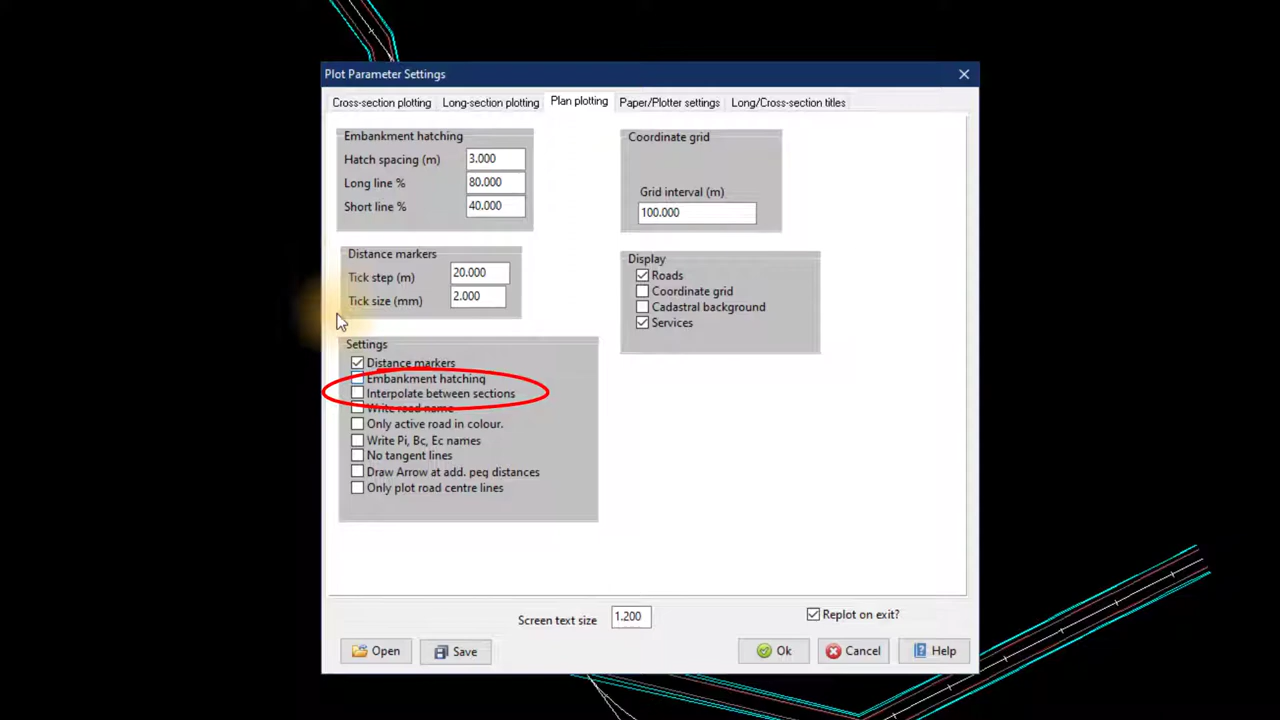 Plot Parameter Settings
Cross-section plotting Long-section plotting Plan plotting Paper/Plotter settings Long/Cross-section titles
Embankment hatching
Hatch spacing (m) 3.000
Long line % 80.000
Short line % 40.000
Coordinate grid
Grid interval (m)
100.000
Distance markers
Tick step (m) 20.000
Tick size (mm) 2.000
Display
Roads
Coordinate grid
Cadastral background
Services
Settings
Distance markers
Embankment hatching
Interpolate between sections
Write road name
Only active road in colour.
Write Pi, Bc, Ec names
No tangent lines
Draw Arrow at add. peg distances
Only plot road centre lines
Screen text size 1.200
Replot on exit?
Open Save Ok Cancel Help